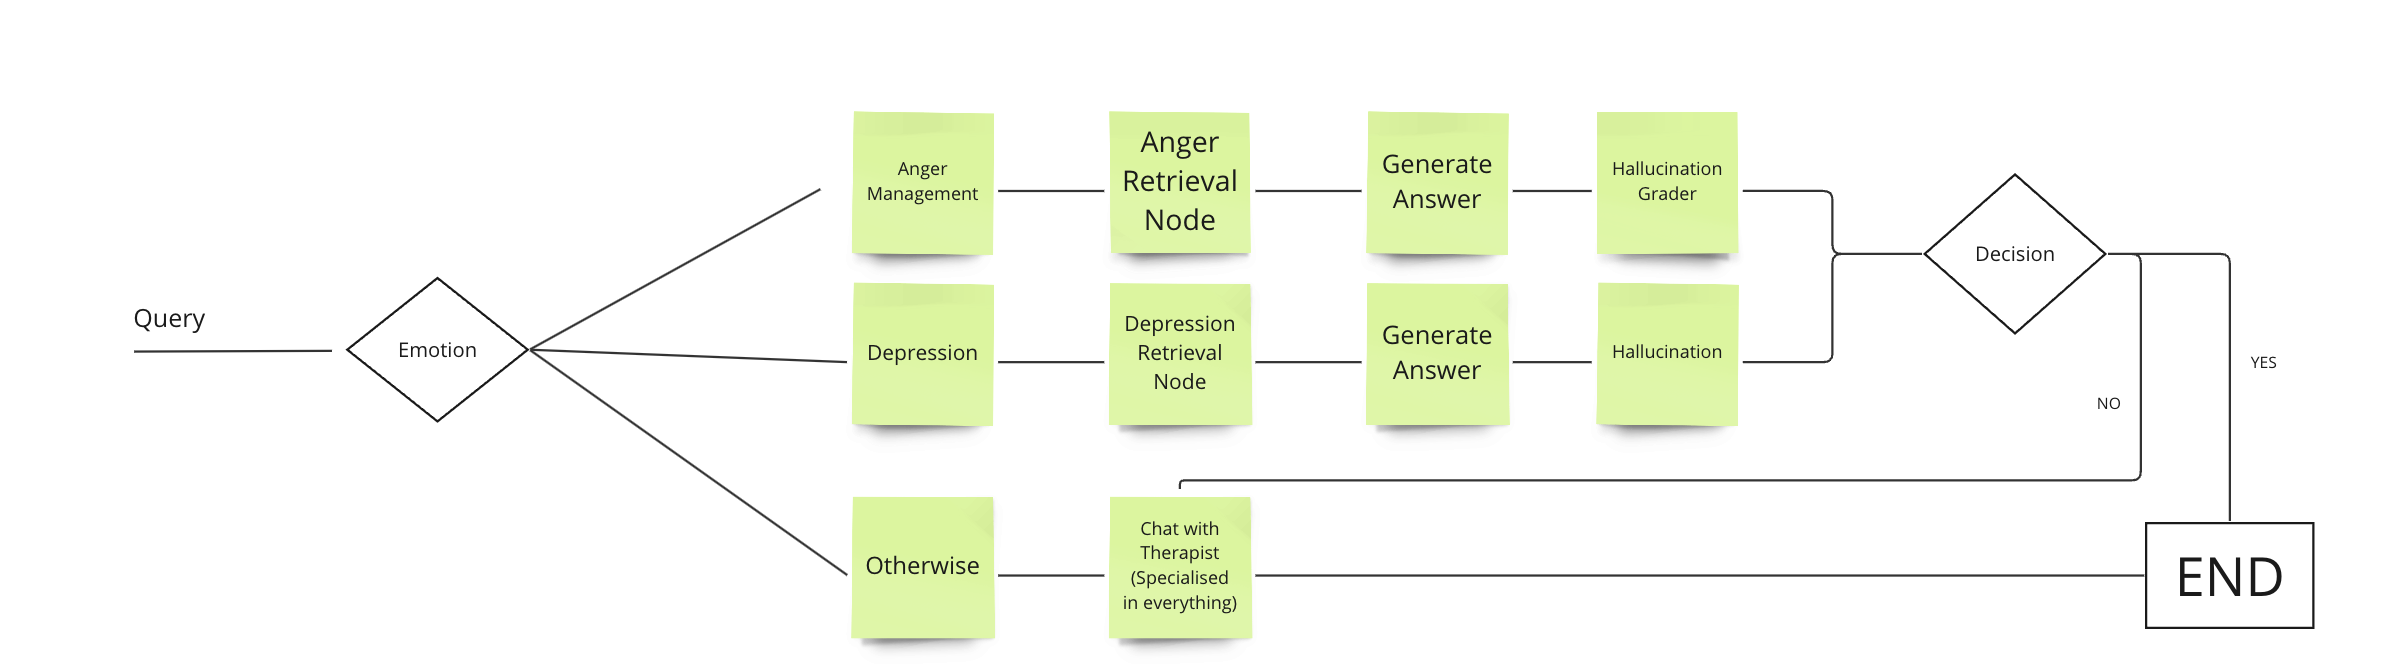 Query
Emotion
Anger
Management
Anger
Retrieval
Node
Generate
Answer
Hallucination
Grader
Depression
Depression
Retrieval
Node
Generate
Answer
Hallucination
Decision
YES
NO
Otherwise
Chat with
Therapist
(Specialised
in everything)
END